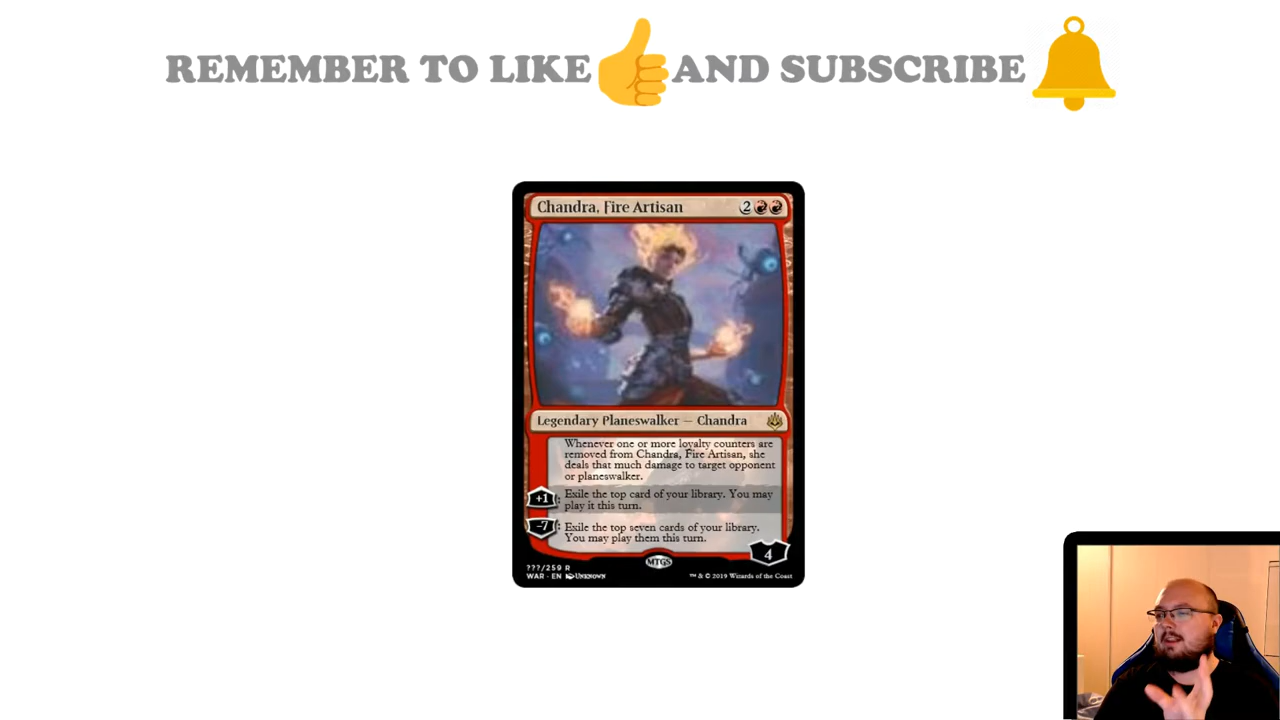 REMEMBER TO LIKE👍AND SUBSCRIBE🔔
Chandra, Fire Artisan 2
Legendary Planeswalker — Chandra
Whenever one or more loyalty counters are
removed from Chandra, Fire Artisan, she
deals that much damage to target opponent
or planeswalker.
+1: Exile the top card of your library. You may
play it this turn.
-7: Exile the top seven cards of your library.
You may play them this turn.
4
MTGS
???/259 R
WAR • EN Unknown
™ & © 2019 Wizards of the Coast